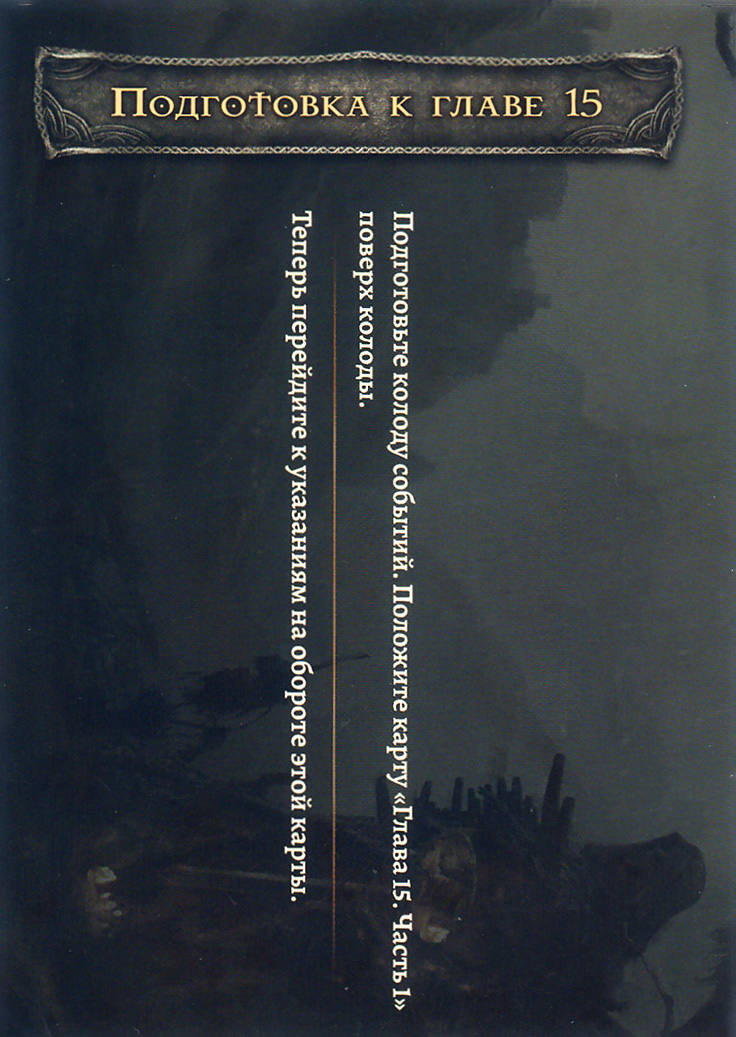 Подготовка к главе 15
Подготовьте колоду событий. Положите карту «Глава 15. Часть I»
поверх колоды.
Теперь перейдите к указаниям на обороте этой карты.